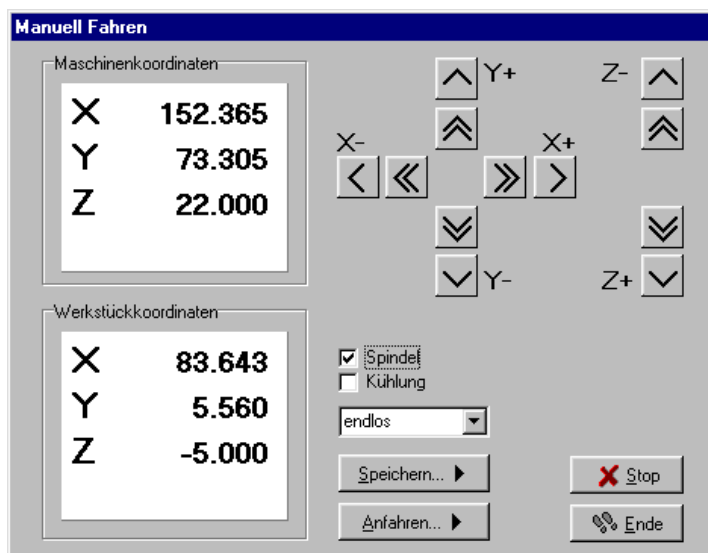 Manuell Fahren
Maschinenkoordinaten
X 152.365
Y 73.305
Z 22.000
Y+
Z-
X-
X+
Y-
Z+
Werkstückkoordinaten
X 83.643
Y 5.560
Z -5.000
Spindel
Kühlung
endlos
Speichern...
Stop
Anfahren...
Ende